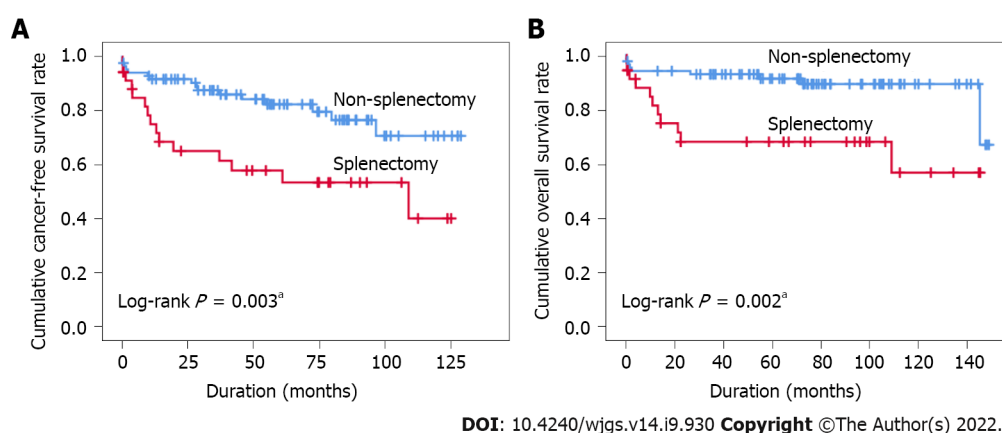 A
Cumulative cancer-free survival rate
1.0
0.8
0.6
0.4
0.2
0.0
Non-splenectomy
Splenectomy
Log-rank P = 0.003ª
0 25 50 75 100 125
Duration (months)
B
Cumulative overall survival rate
1.0
0.8
0.6
0.4
0.2
0.0
Non-splenectomy
Splenectomy
Log-rank P = 0.002ª
0 20 40 60 80 100 120 140
Duration (months)
DOI: 10.4240/wjgs.v14.i9.930 Copyright ©The Author(s) 2022.